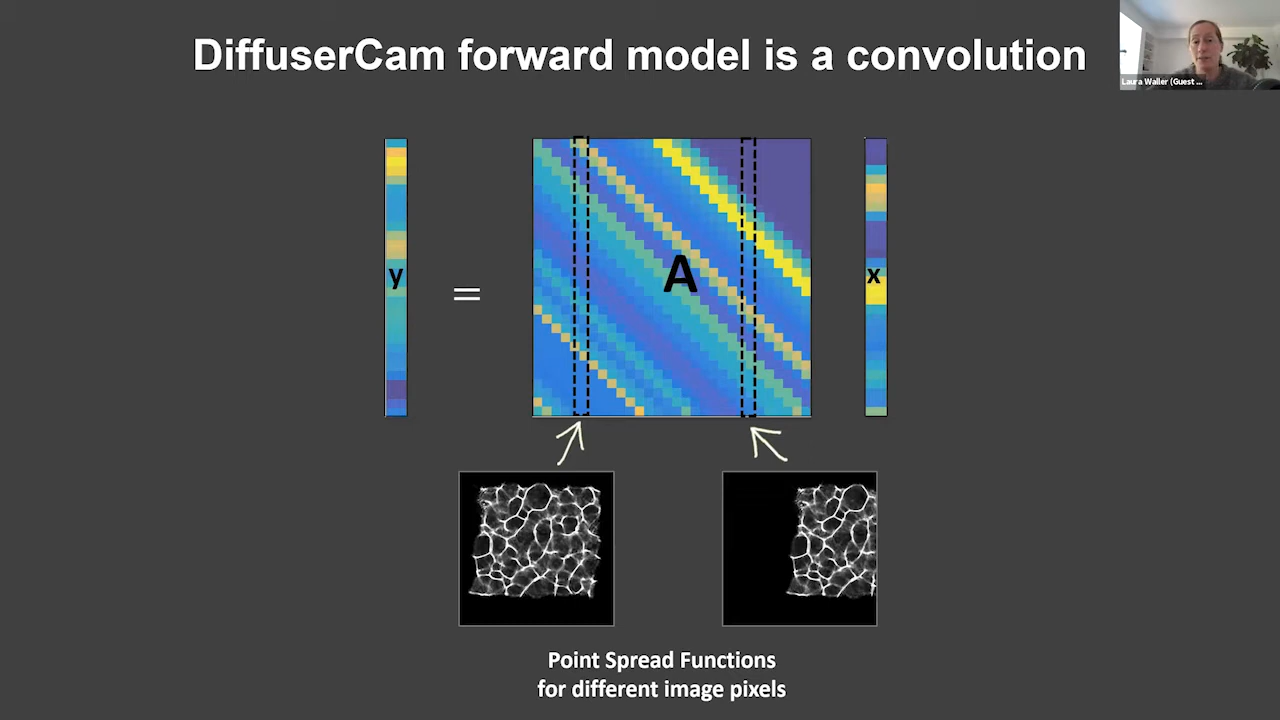 DiffuserCam forward model is a convolution
Laura Waller (Guest ...
y
=
A
x
Point Spread Functions
for different image pixels